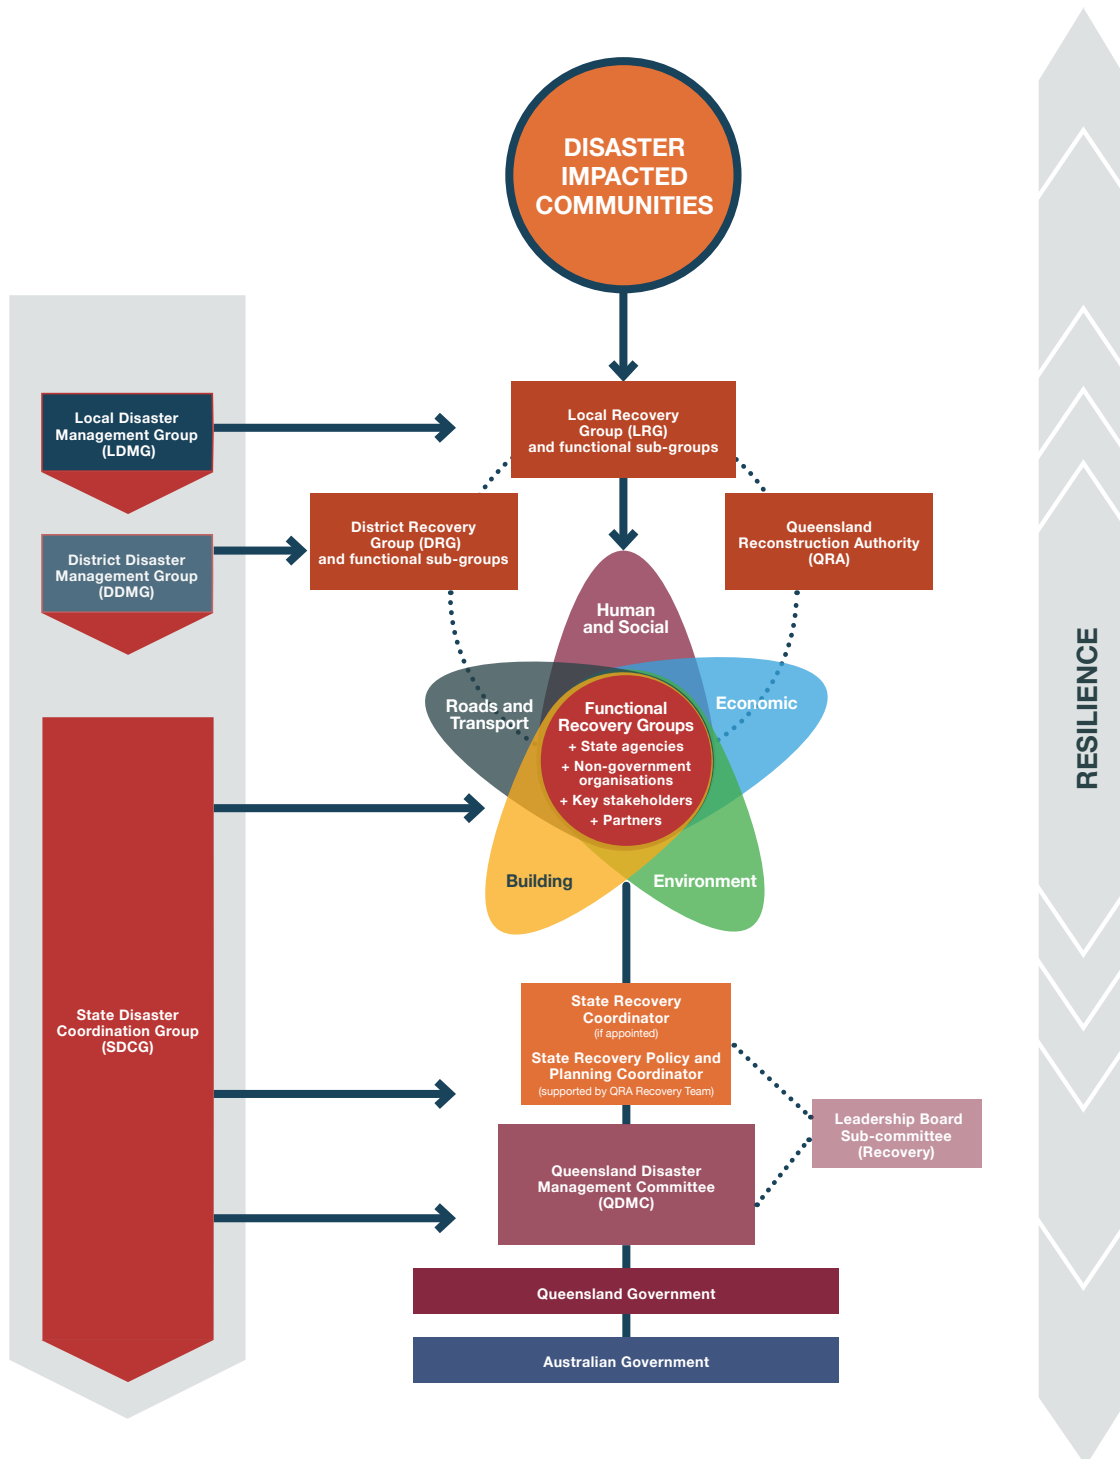 DISASTER
IMPACTED
COMMUNITIES
Local Disaster
Management Group
(LDMG)
Local Recovery
Group (LRG)
and functional sub-groups
District Disaster
Management Group
(DDMG)
District Recovery
Group (DRG)
and functional sub-groups
Queensland
Reconstruction Authority
(QRA)
Human
and Social
Roads and
Transport
Economic
Functional
Recovery Groups
+ State agencies
+ Non-government
organisations
+ Key stakeholders
+ Partners
Building
Environment
RESILIENCE
State Disaster
Coordination Group
(SDCG)
State Recovery
Coordinator
(if appointed)
State Recovery Policy and
Planning Coordinator
(supported by QRA Recovery Team)
Leadership Board
Sub-committee
(Recovery)
Queensland Disaster
Management Committee
(QDMC)
Queensland Government
Australian Government